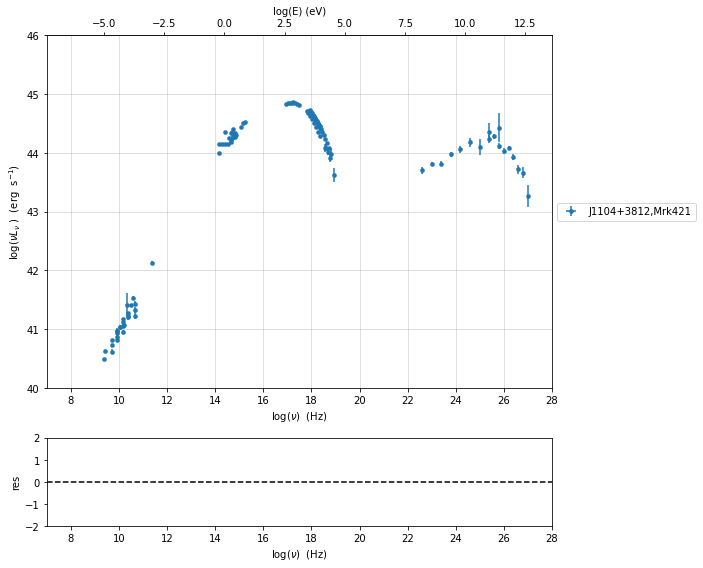 log(E) (eV)
−5.0 −2.5 0.0 2.5 5.0 7.5 10.0 12.5
46
45
44
43
42
41
40
log(νL_ν ) (erg s⁻¹)
J1104+3812,Mrk421
8 10 12 14 16 18 20 22 24 26 28
log(ν) (Hz)
2
1
0
−1
−2
res
8 10 12 14 16 18 20 22 24 26 28
log(ν) (Hz)